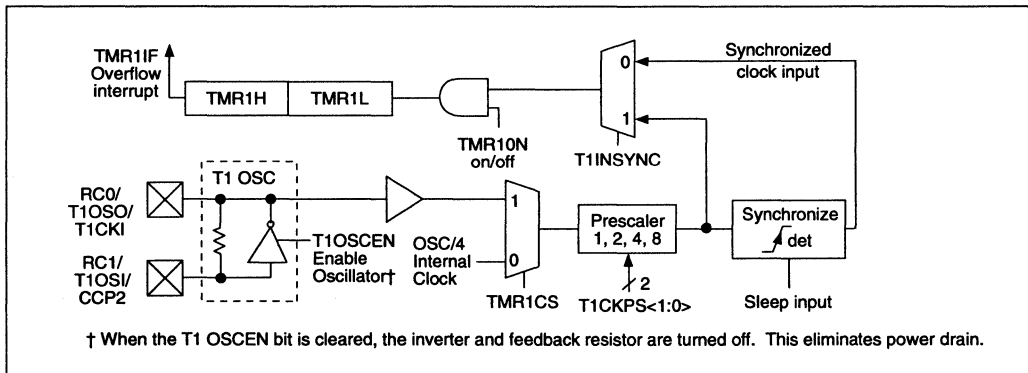 TMR1IF
Overflow
interrupt
TMR1H
TMR1L
TMR10N
on/off
0
1
T1INSYNC
Synchronized
clock input
RC0/
T1OSO/
T1CKI
RC1/
T1OSI/
CCP2
T1 OSC
T1OSCEN
Enable
Oscillator†
OSC/4
Internal
Clock
1
0
TMR1CS
Prescaler
1, 2, 4, 8
2
T1CKPS<1:0>
Synchronize
det
Sleep input
† When the T1 OSCEN bit is cleared, the inverter and feedback resistor are turned off. This eliminates power drain.